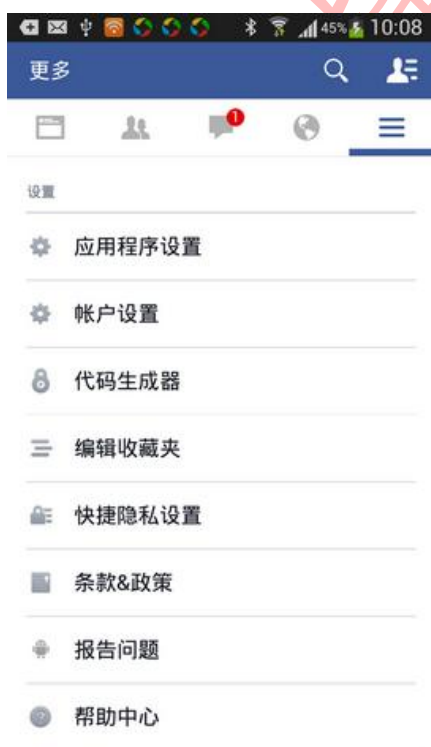 45% 10:08
更多
1
设置
应用程序设置
帐户设置
代码生成器
编辑收藏夹
快捷隐私设置
条款&政策
报告问题
帮助中心